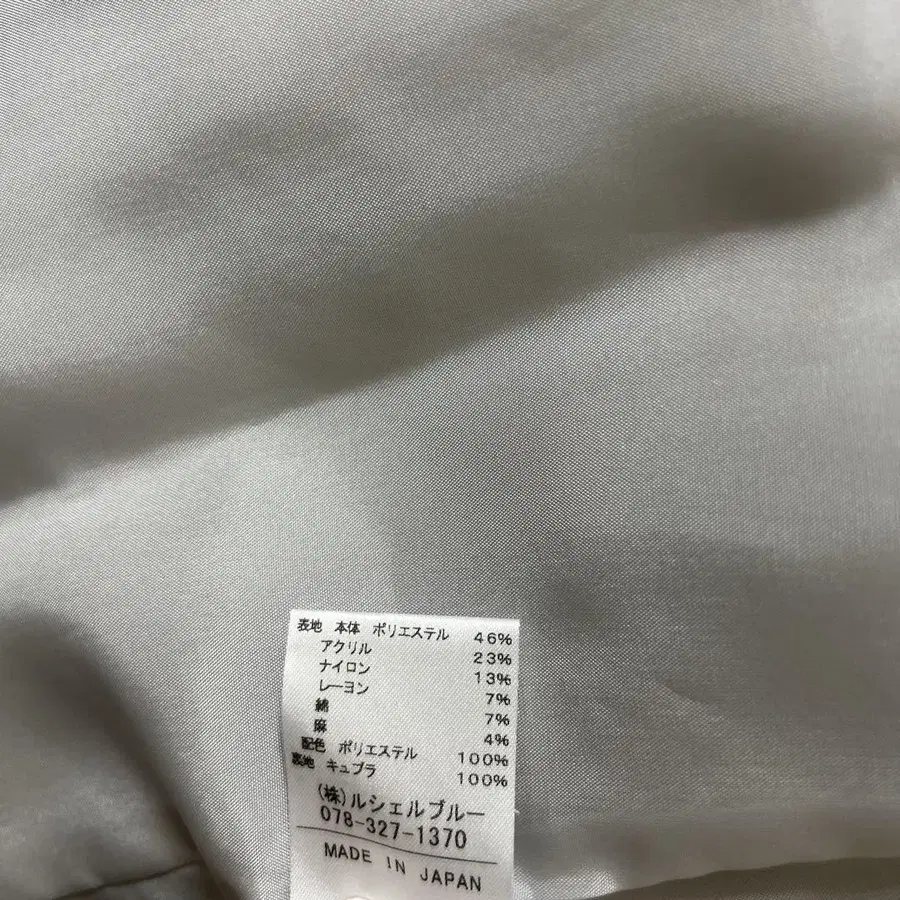 表地 本体 ポリエステル 46%
アクリル 23%
ナイロン 13%
レーヨン 7%
綿 7%
麻 4%
配色 ポリエステル 100%
裏地 キュプラ 100%
(株)ルシェルブルー
078-327-1370
MADE IN JAPAN